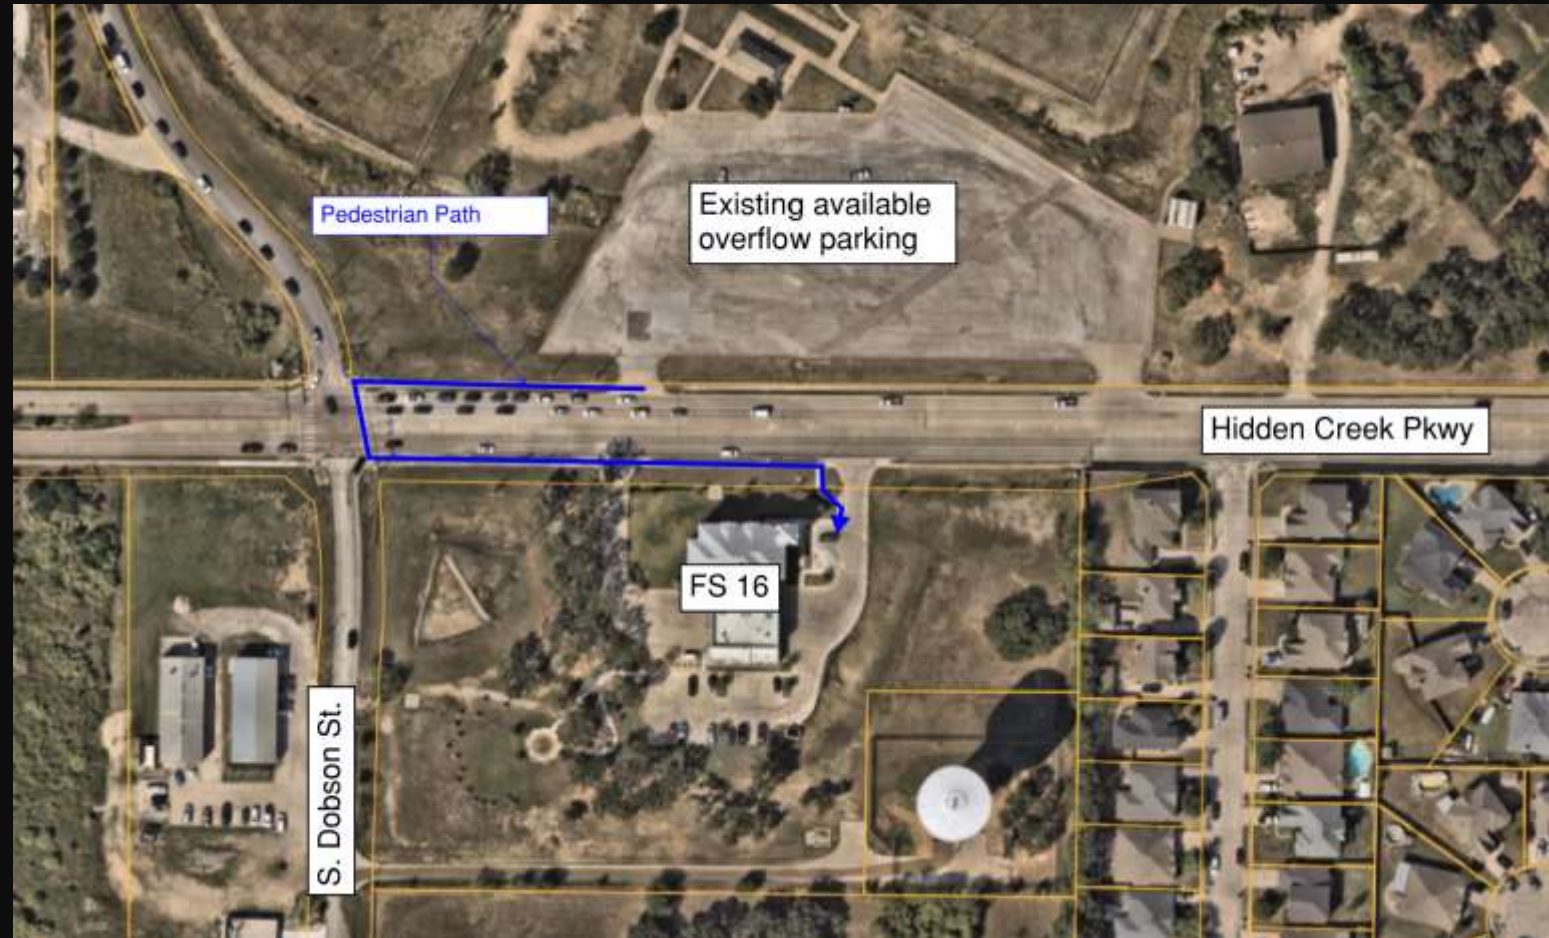 Pedestrian Path
Existing available
overflow parking
Hidden Creek Pkwy
FS 16
S. Dobson St.